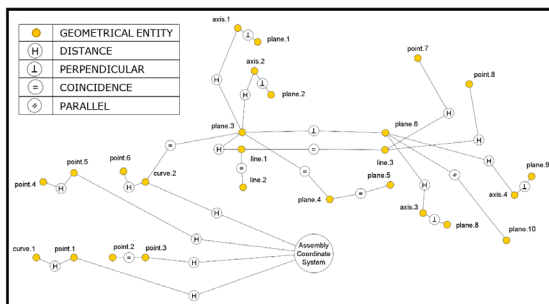 GEOMETRICAL ENTITY
H DISTANCE
⊥ PERPENDICULAR
= COINCIDENCE
∥ PARALLEL
axis.1
⊥
plane.1
H
axis.2
⊥
H
plane.2
point.7
point.8
H
H
plane.3
⊥
plane.6
H
line.1
=
line.3
=
point.6
=
curve.2
H
point.5
point.4
H
=
line.2
=
plane.5
plane.4
H
H
//
plane.9
⊥
axis.4
axis.3
⊥
plane.8
plane.10
H
H
Assembly
Coordinate
System
curve.1
point.1
H
point.2
=
point.3
H
H